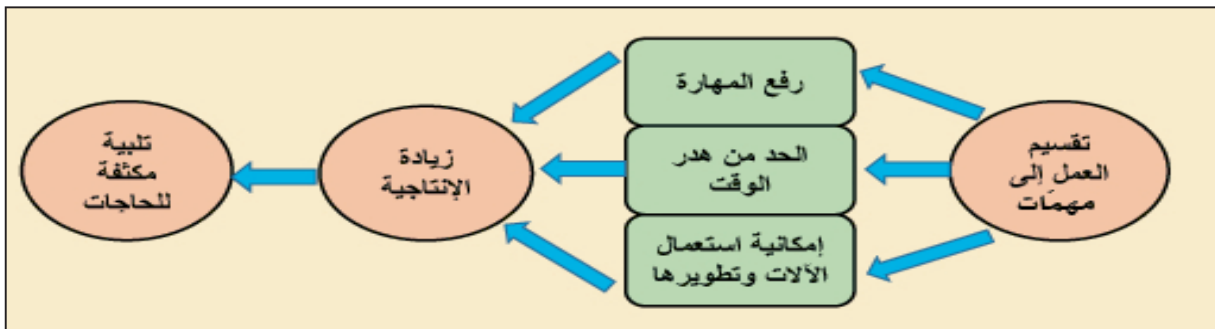 تقسيم
العمل إلى
مهمّات
رفع المهارة
الحد من هدر
الوقت
إمكانية استعمال
الآلات وتطويرها
زيادة
الإنتاجية
تلبية
مكثفة
للحاجات